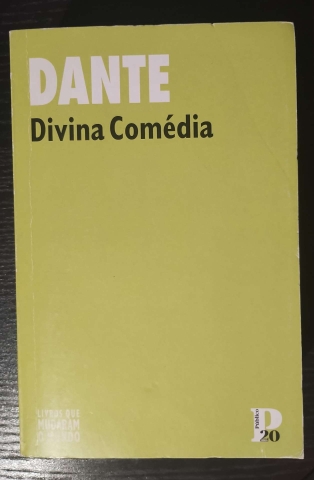 DANTE
Divina Comédia
LIVROS QUE
MUDARAM
O MUNDO
Público
P
20